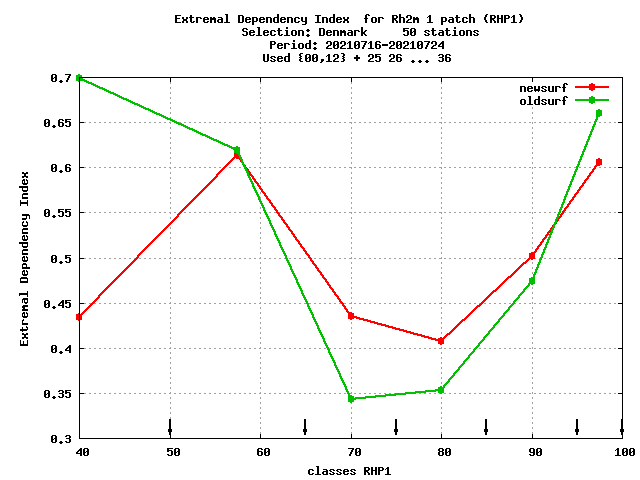 Extremal Dependency Index  for Rh2m 1 patch (RHP1)
Selection: Denmark     50 stations
Period: 20210716-20210724
Used {00,12} + 25 26 ... 36
newsurf
oldsurf
0.7
0.65
0.6
0.55
0.5
0.45
0.4
0.35
0.3
Extremal Dependency Index
40 50 60 70 80 90 100
classes RHP1